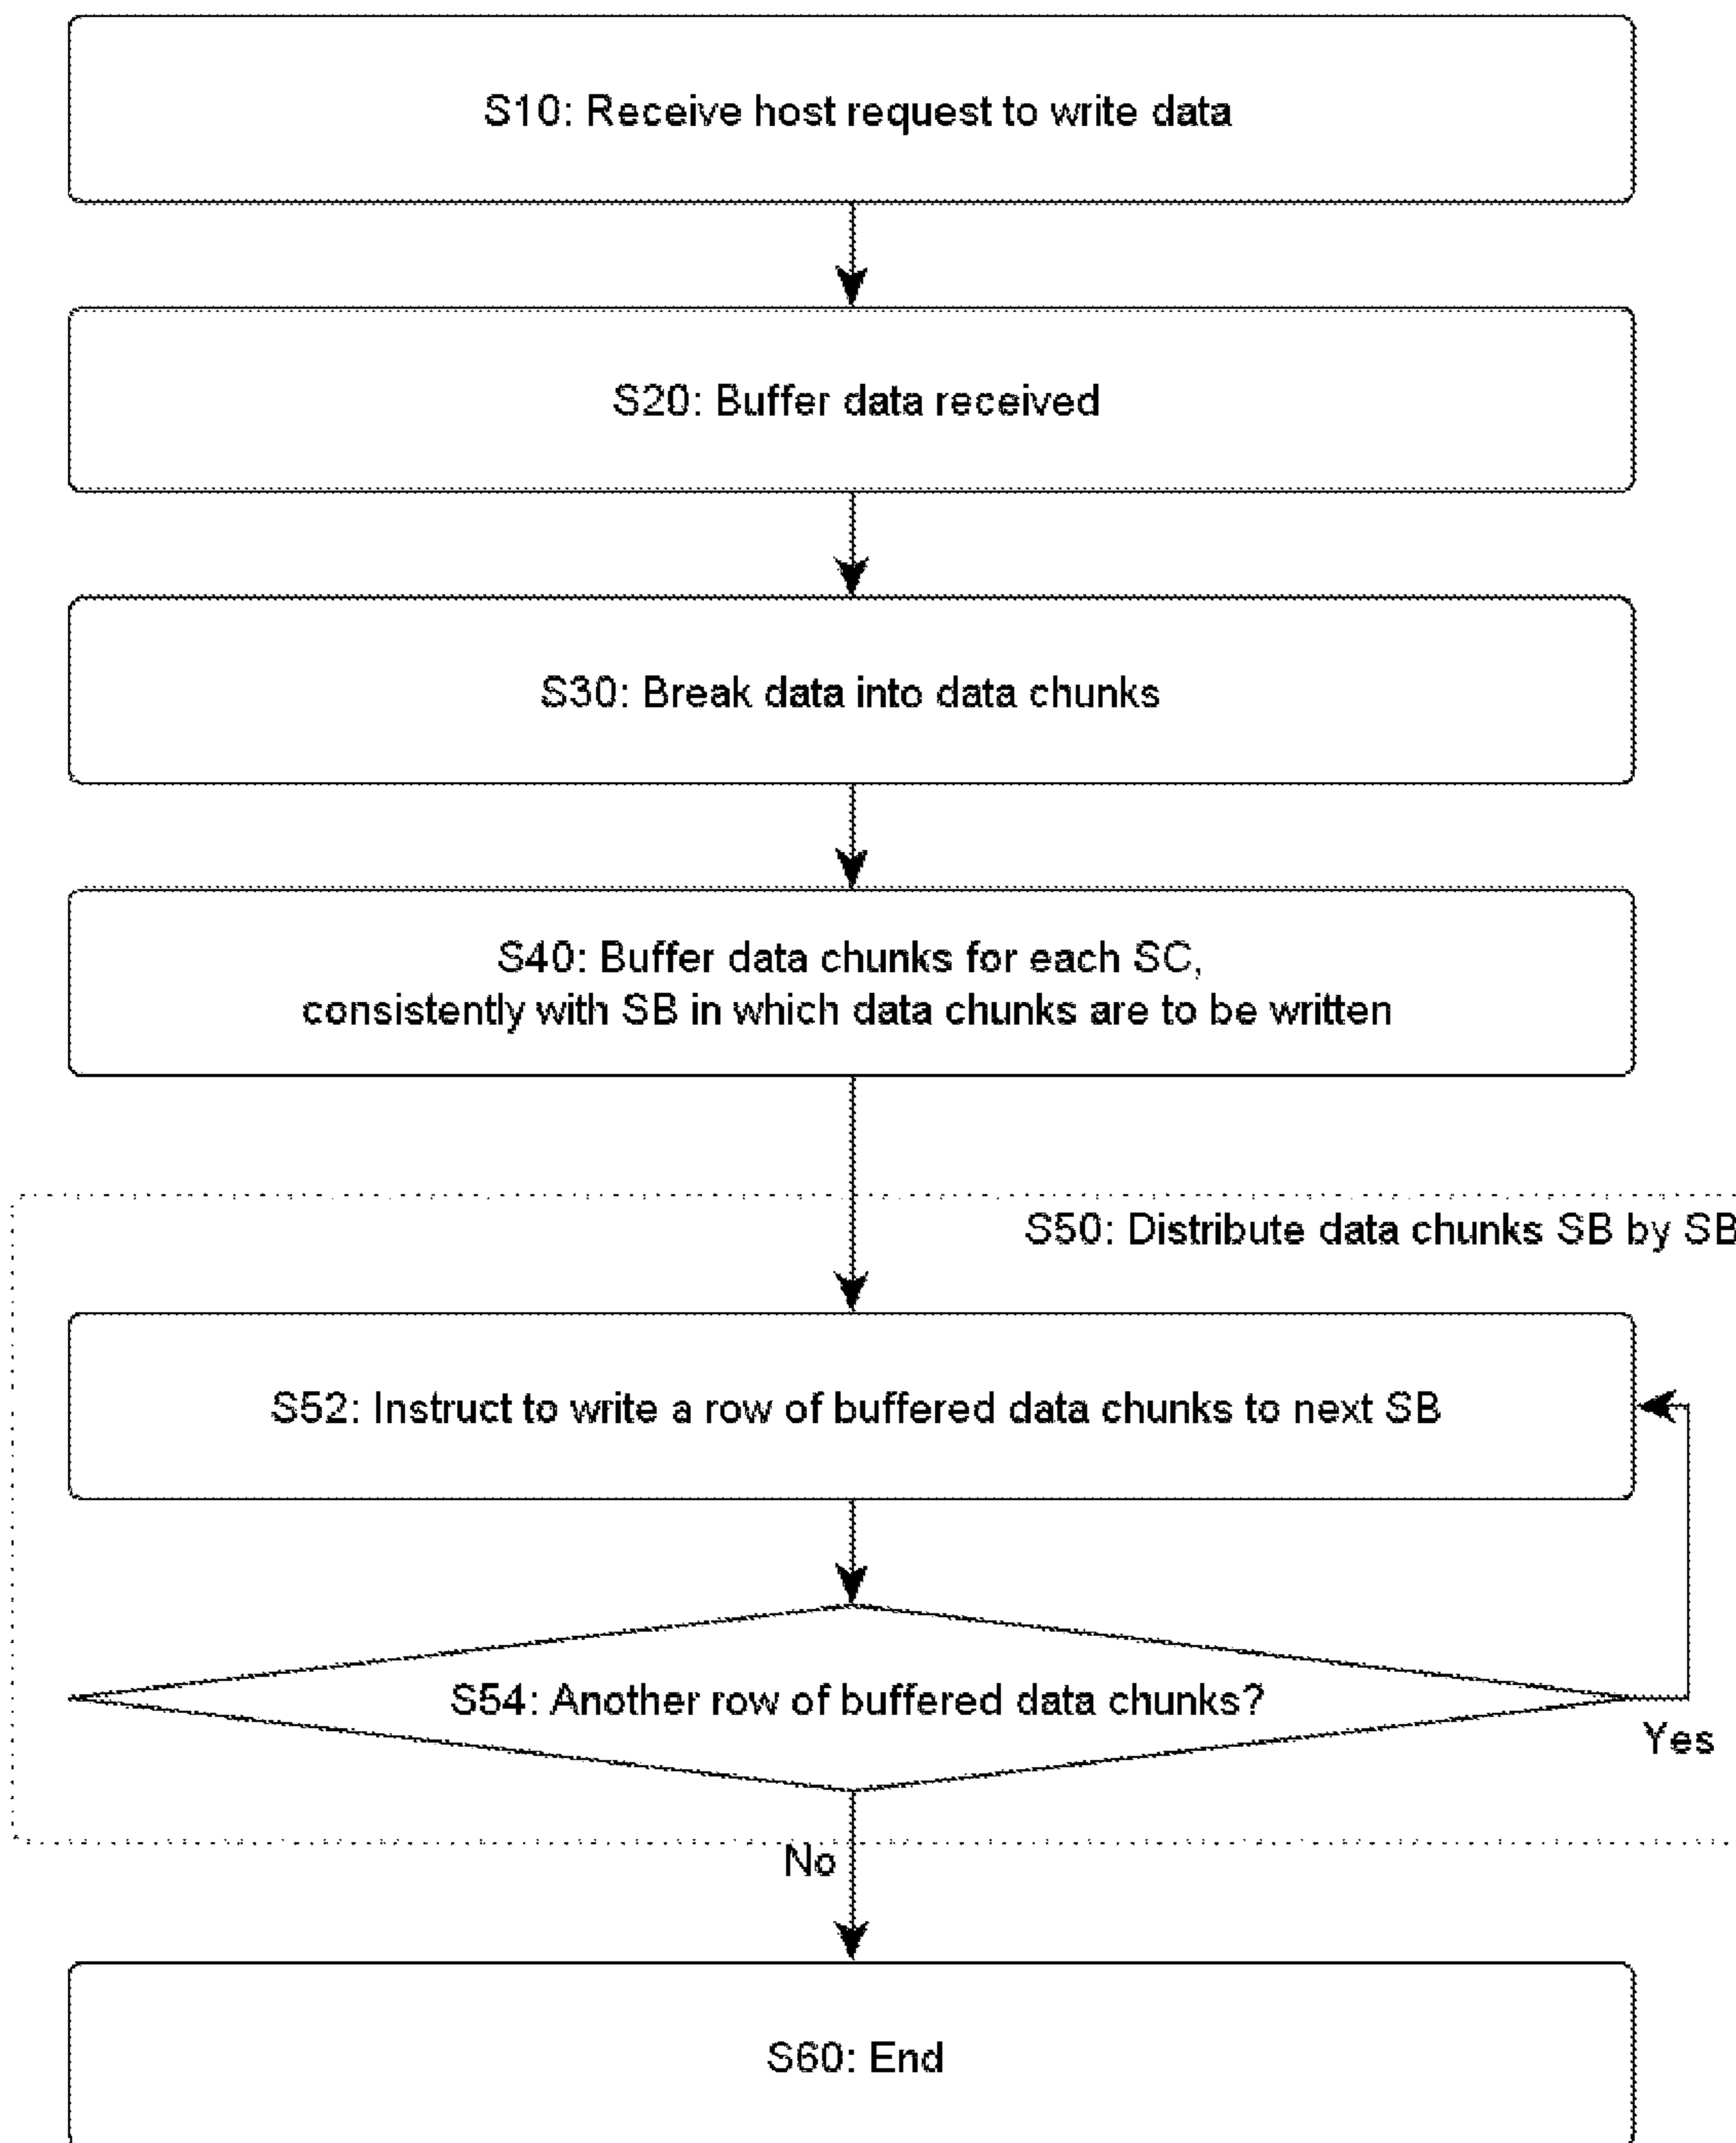 S10: Receive host request to write data
S20: Buffer data received
S30: Break data into data chunks
S40: Buffer data chunks for each SC,
consistently with SB in which data chunks are to be written
S50: Distribute data chunks SB by SB
S52: Instruct to write a row of buffered data chunks to next SB
S54: Another row of buffered data chunks?
Yes
No
S60: End